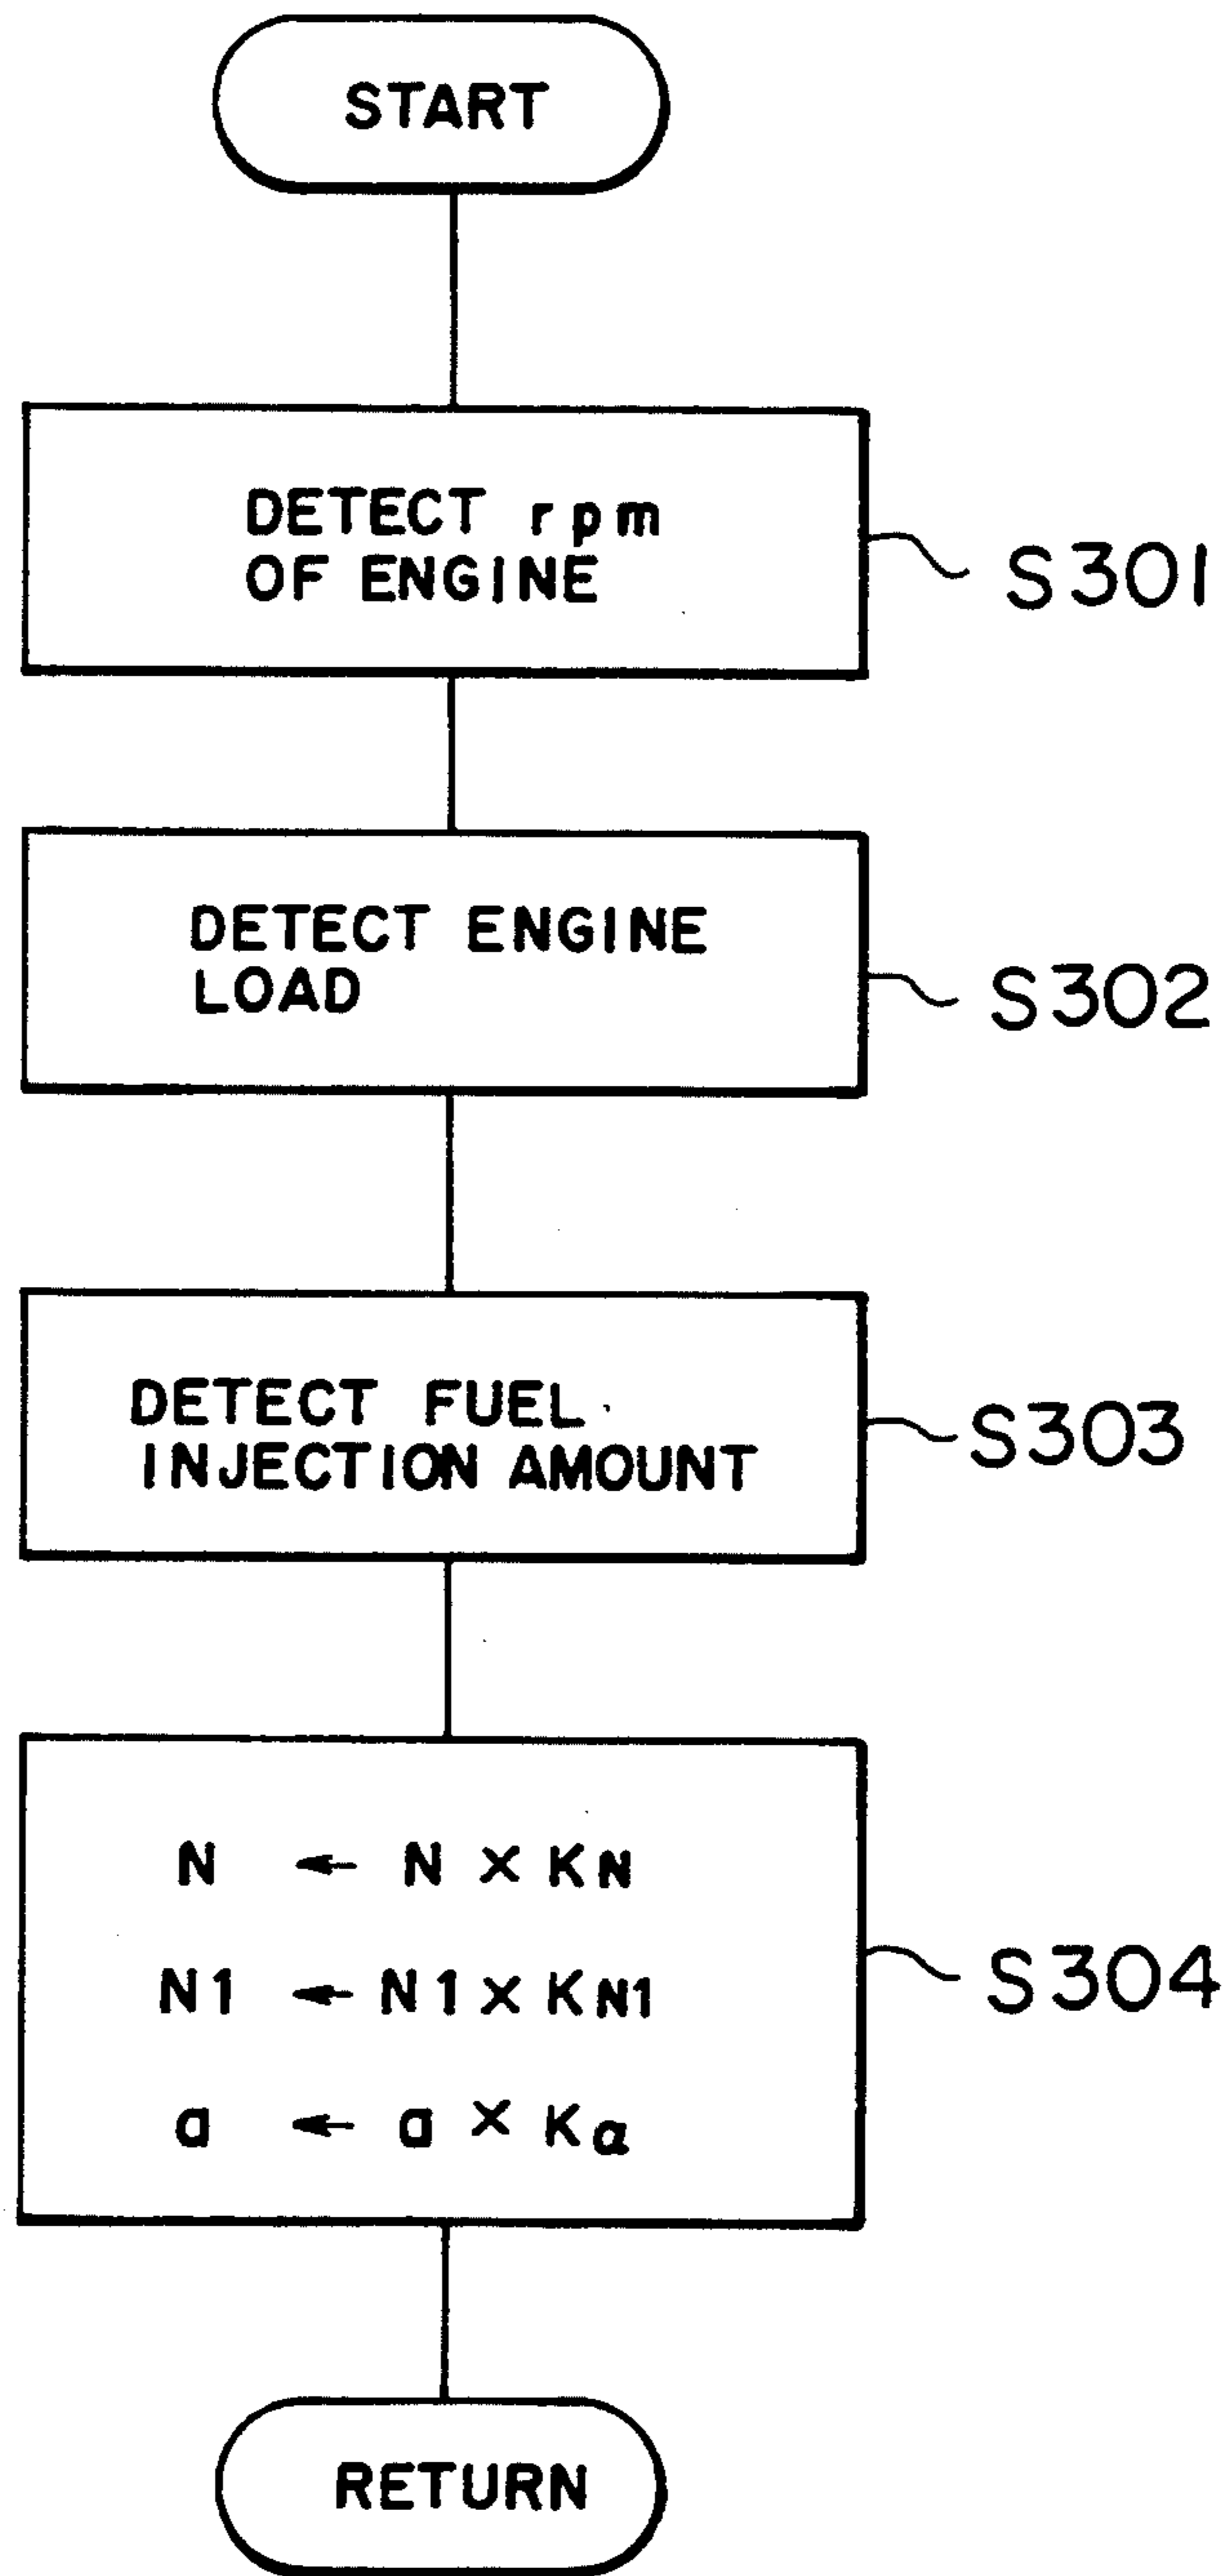 START
DETECT rpm
OF ENGINE
S301
DETECT ENGINE
LOAD
S302
DETECT FUEL
INJECTION AMOUNT
S303
N ← N × KN
N1 ← N1 × KN1
a ← a × Kα
S304
RETURN